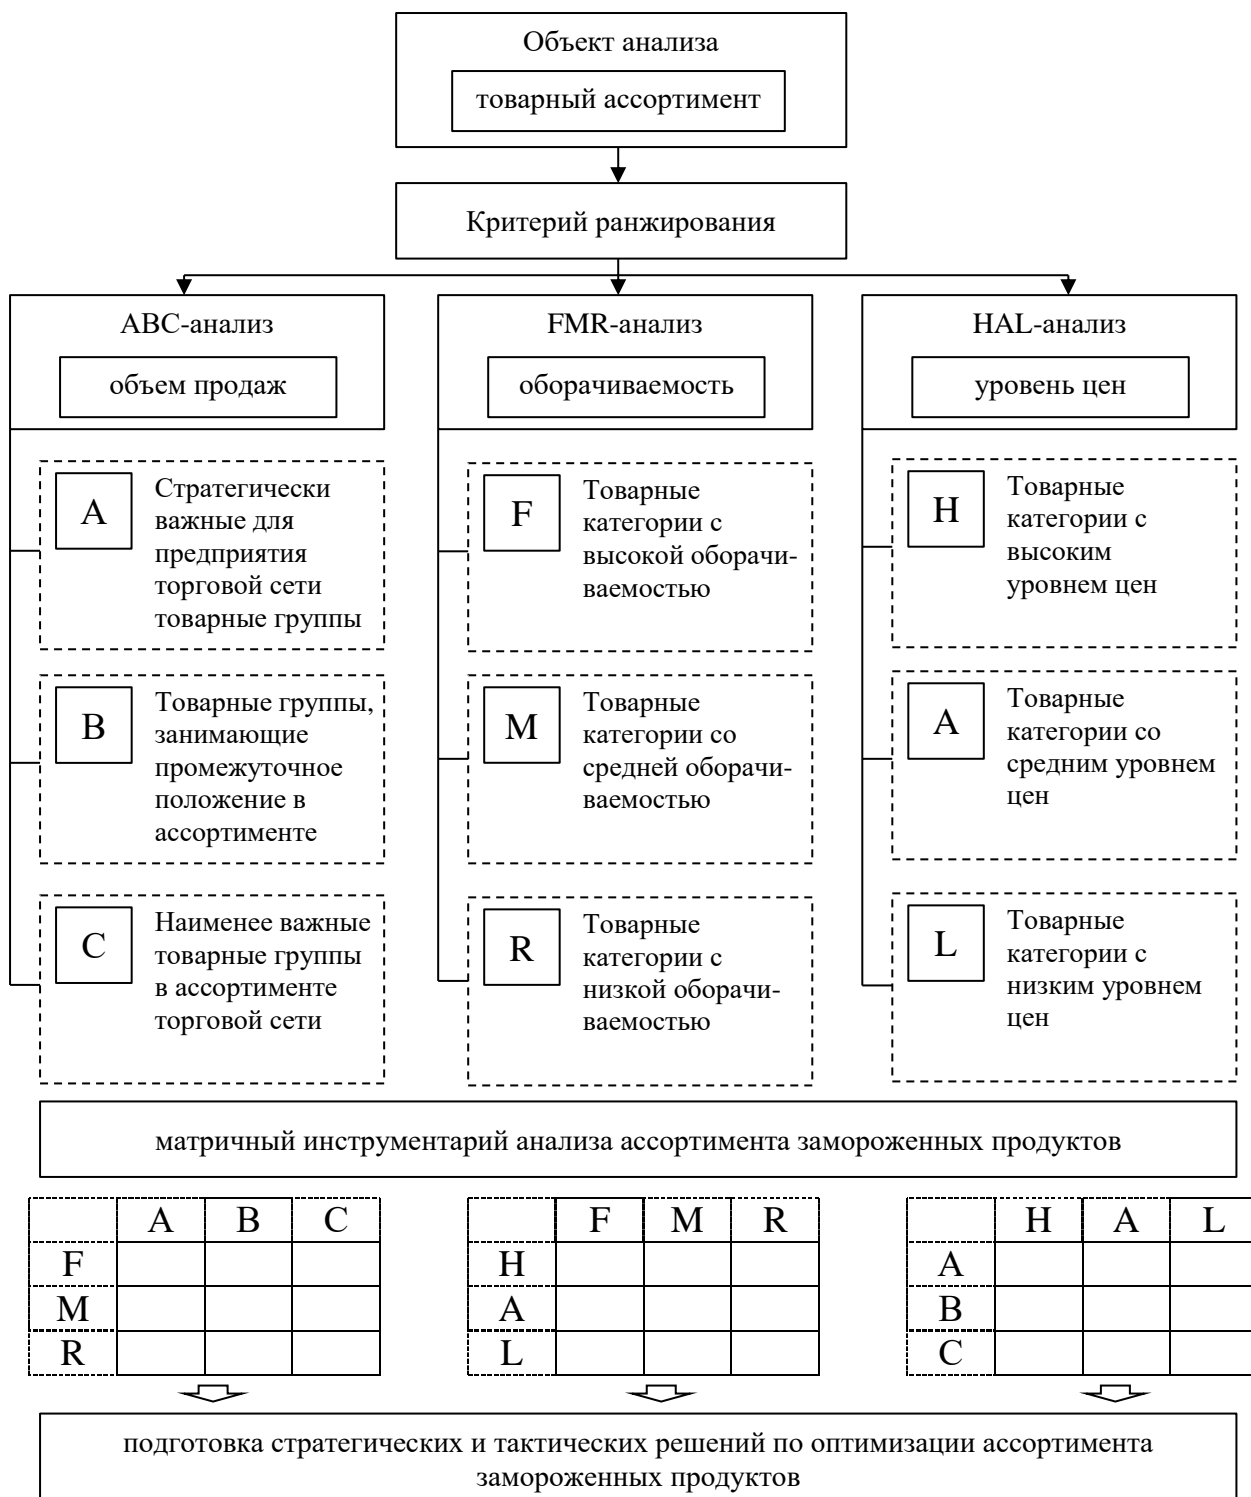 Объект анализа
товарный ассортимент
Критерий ранжирования
ABC-анализ
объем продаж
A
Стратегически
важные для
предприятия
торговой сети
товарные группы
B
Товарные группы,
занимающие
промежуточное
положение в
ассортименте
C
Наименее важные
товарные группы
в ассортименте
торговой сети
FMR-анализ
оборачиваемость
F
Товарные
категории с
высокой оборачи-
ваемостью
M
Товарные
категории со
средней оборачи-
ваемостью
R
Товарные
категории с
низкой оборачи-
ваемостью
HAL-анализ
уровень цен
H
Товарные
категории с
высоким
уровнем цен
A
Товарные
категории со
средним уровнем
цен
L
Товарные
категории с
низким уровнем
цен
матричный инструментарий анализа ассортимента замороженных продуктов
A B C
F
M
R
F M R
H
A
L
H A L
A
B
C
подготовка стратегических и тактических решений по оптимизации ассортимента
замороженных продуктов